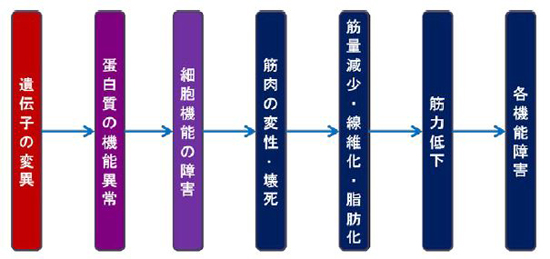 遺伝子の変異
蛋白質の機能異常
細胞機能の障害
筋肉の変性・壊死
筋量減少・線維化・脂肪化
筋力低下
各機能障害